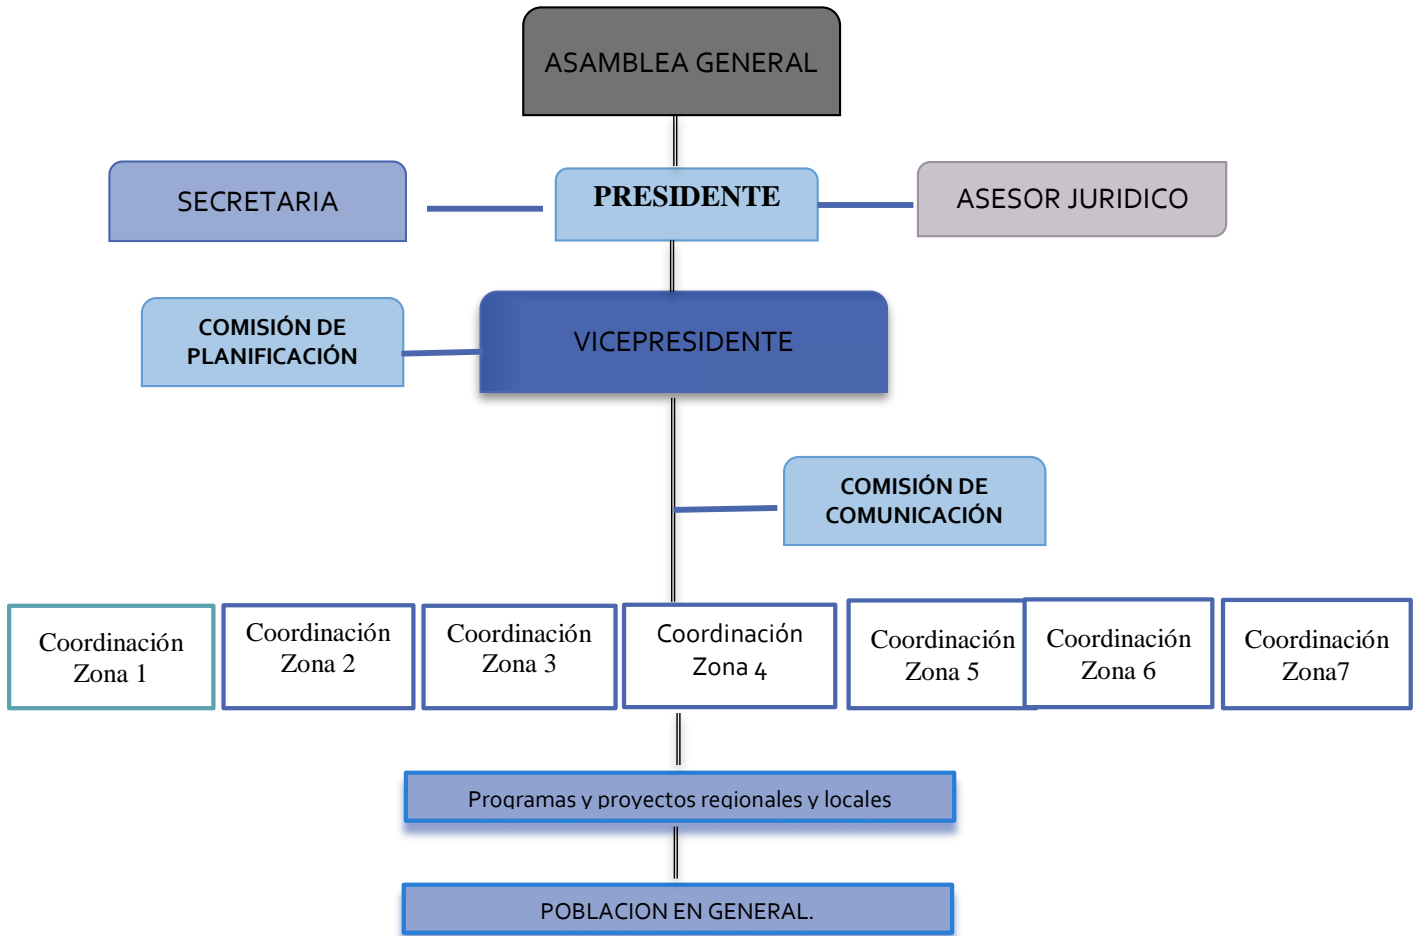 ASAMBLEA GENERAL
SECRETARIA
PRESIDENTE
ASESOR JURIDICO
COMISIÓN DE
PLANIFICACIÓN
VICEPRESIDENTE
COMISIÓN DE
COMUNICACIÓN
Coordinación
Zona 1
Coordinación
Zona 2
Coordinación
Zona 3
Coordinación
Zona 4
Coordinación
Zona 5
Coordinación
Zona 6
Coordinación
Zona7
Programas y proyectos regionales y locales
POBLACION EN GENERAL.